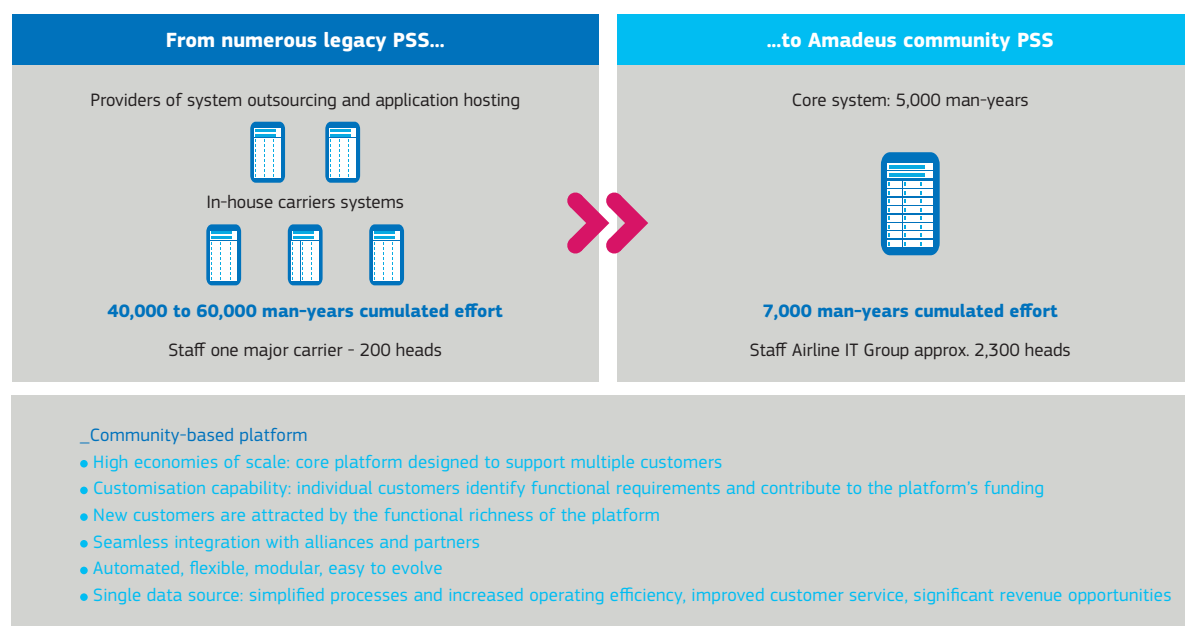 From numerous legacy PSS...
Providers of system outsourcing and application hosting
In-house carriers systems
40,000 to 60,000 man-years cumulated effort
Staff one major carrier - 200 heads
...to Amadeus community PSS
Core system: 5,000 man-years
7,000 man-years cumulated effort
Staff Airline IT Group approx. 2,300 heads
_Community-based platform
• High economies of scale: core platform designed to support multiple customers
• Customisation capability: individual customers identify functional requirements and contribute to the platform's funding
• New customers are attracted by the functional richness of the platform
• Seamless integration with alliances and partners
• Automated, flexible, modular, easy to evolve
• Single data source: simplified processes and increased operating efficiency, improved customer service, significant revenue opportunities